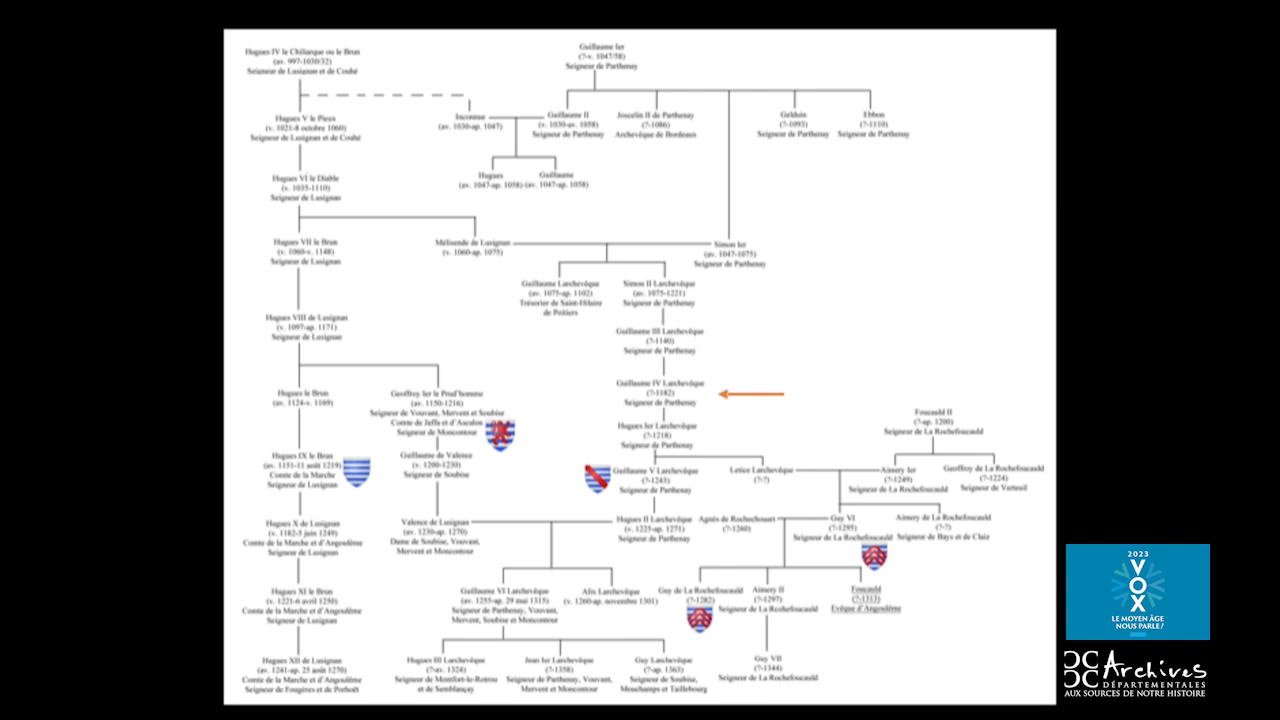 Hugues IV le Chiliarque ou le Brun
(av. 997-1030/32)
Seigneur de Lusignan et de Couhé
Guillaume Ier
(?-v. 1047/58)
Seigneur de Parthenay
Hugues V le Pieux
(v. 1021-8 octobre 1060)
Seigneur de Lusignan et de Couhé
Inconnue
(av. 1030-ap. 1047)
Guillaume II
(v. 1030-av. 1058)
Seigneur de Parthenay
Joscelin II de Parthenay
(?-1086)
Archevêque de Bordeaux
Gelduin
(?-1093)
Seigneur de Parthenay
Ebbon
(?-1110)
Seigneur de Parthenay
Hugues VI le Diable
(v. 1035-1110)
Seigneur de Lusignan
Hugues
(av. 1047-ap. 1058)
Guillaume
(av. 1047-ap. 1058)
Hugues VII le Brun
(v. 1060-v. 1148)
Seigneur de Lusignan
Mélisende de Lusignan
(v. 1060-ap. 1075)
Simon Ier
(av. 1047-1075)
Seigneur de Parthenay
Guillaume Larchevêque
(av. 1075-ap. 1102)
Trésorier de Saint-Hilaire
de Poitiers
Simon II Larchevêque
(av. 1075-1221)
Seigneur de Parthenay
Hugues VIII de Lusignan
(v. 1097-ap. 1171)
Seigneur de Lusignan
Guillaume III Larchevêque
(?-1140)
Seigneur de Parthenay
Guillaume IV Larchevêque
(?-1182)
Seigneur de Parthenay
Hugues le Brun
(av. 1124-v. 1169)
Geoffroy Ier le Prud'homme
(av. 1150-1216)
Seigneur de Vouvant, Mervent et Soubise
Comte de Jaffa et d'Ascalon
Seigneur de Moncontour
Hugues Ier Larchevêque
(?-1218)
Seigneur de Parthenay
Foucauld II
(?-ap. 1200)
Seigneur de La Rochefoucauld
Hugues IX le Brun
(av. 1151-11 août 1219)
Comte de la Marche
Seigneur de Lusignan
Guillaume de Valence
(v. 1200-1230)
Seigneur de Soubise
Guillaume V Larchevêque
(?-1243)
Seigneur de Parthenay
Letice Larchevêque
(?-?)
Aimery Ier
(?-1249)
Seigneur de La Rochefoucauld
Geoffroy de La Rochefoucauld
(?-1224)
Seigneur de Verteuil
Hugues X de Lusignan
(v. 1182-5 juin 1249)
Comte de la Marche et d'Angoulême
Seigneur de Lusignan
Valence de Lusignan
(av. 1230-ap. 1270)
Dame de Soubise, Vouvant,
Mervent et Moncontour
Hugues II Larchevêque
(v. 1225-ap. 1271)
Seigneur de Parthenay
Agnès de Rochechouart
(?-1260)
Guy VI
(?-1295)
Seigneur de La Rochefoucauld
Aimery de La Rochefoucauld
(?-?)
Seigneur de Bays et de Claix
Hugues XI le Brun
(v. 1221-6 avril 1250)
Comte de la Marche et d'Angoulême
Seigneur de Lusignan
Guillaume VI Larchevêque
(av. 1255-ap. 29 mai 1315)
Seigneur de Parthenay, Vouvant,
Mervent, Soubise et Moncontour
Alix Larchevêque
(v. 1260-ap. novembre 1301)
Guy de La Rochefoucauld
(?-1282)
Aimery II
(?-1297)
Seigneur de La Rochefoucauld
Foucauld
(?-1313)
Evêque d'Angoulême
Hugues XII de Lusignan
(av. 1241-ap. 25 août 1270)
Comte de la Marche et d'Angoulême
Seigneur de Fougères et de Porhoët
Hugues III Larchevêque
(?-av. 1324)
Seigneur de Montfort-le-Rotrou
et de Semblançay
Jean Ier Larchevêque
(?-1358)
Seigneur de Parthenay, Vouvant,
Mervent et Moncontour
Guy Larchevêque
(?-ap. 1363)
Seigneur de Soubise,
Mouchamps et Taillebourg
Guy VII
(?-1344)
Seigneur de La Rochefoucauld
2023
VOX
LE MOYEN ÂGE
NOUS PARLE !
Archives
DÉPARTEMENTALES
AUX SOURCES DE NOTRE HISTOIRE